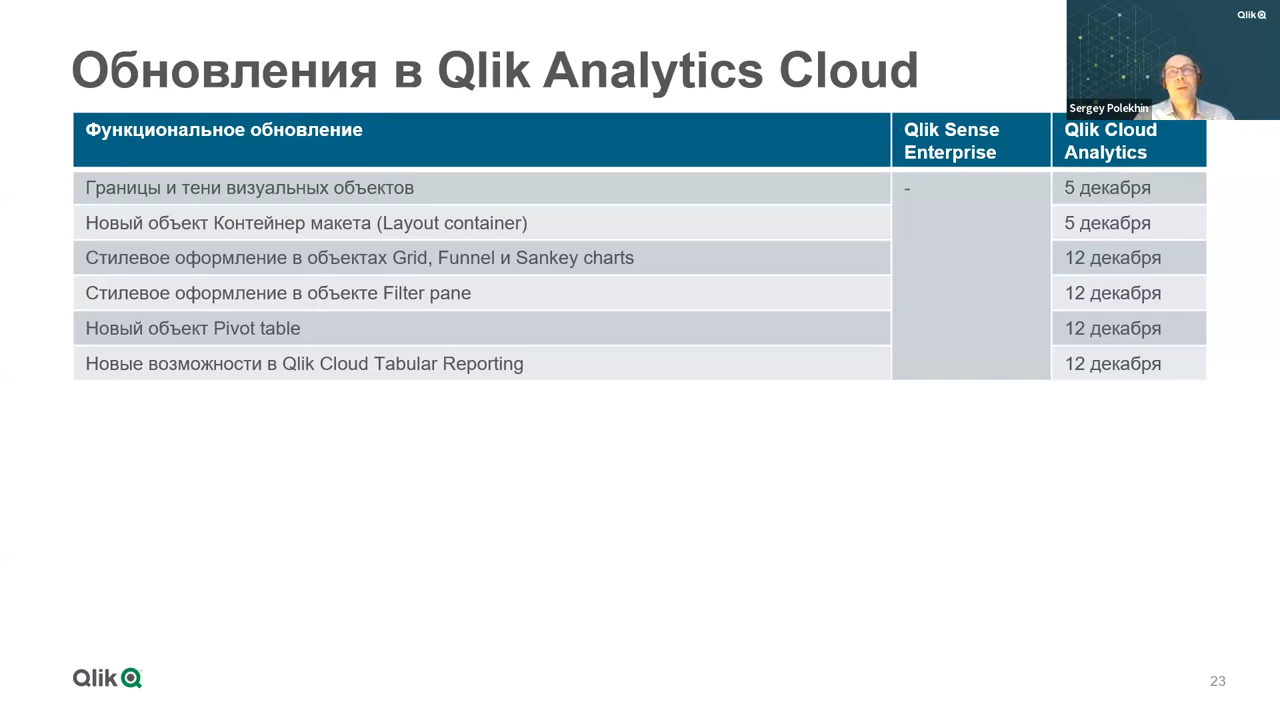 Обновления в Qlik Analytics Cloud
Qlik
Sergey Polekhin
Функциональное обновление
Qlik Sense
Enterprise
Qlik Cloud
Analytics
Границы и тени визуальных объектов
-
5 декабря
Новый объект Контейнер макета (Layout container)
5 декабря
Стилевое оформление в объектах Grid, Funnel и Sankey charts
12 декабря
Стилевое оформление в объекте Filter pane
12 декабря
Новый объект Pivot table
12 декабря
Новые возможности в Qlik Cloud Tabular Reporting
12 декабря
Qlik
23